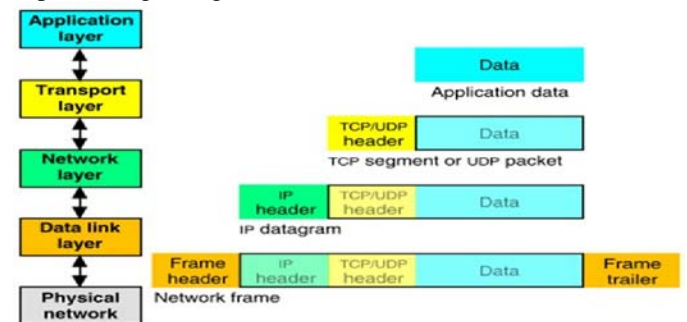 Application
layer
Data
Application data
Transport
layer
TCP/UDP
header
Data
TCP segment or UDP packet
Network
layer
IP
header
TCP/UDP
header
Data
IP datagram
Data link
layer
Frame
header
IP
header
TCP/UDP
header
Data
Frame
trailer
Network frame
Physical
network